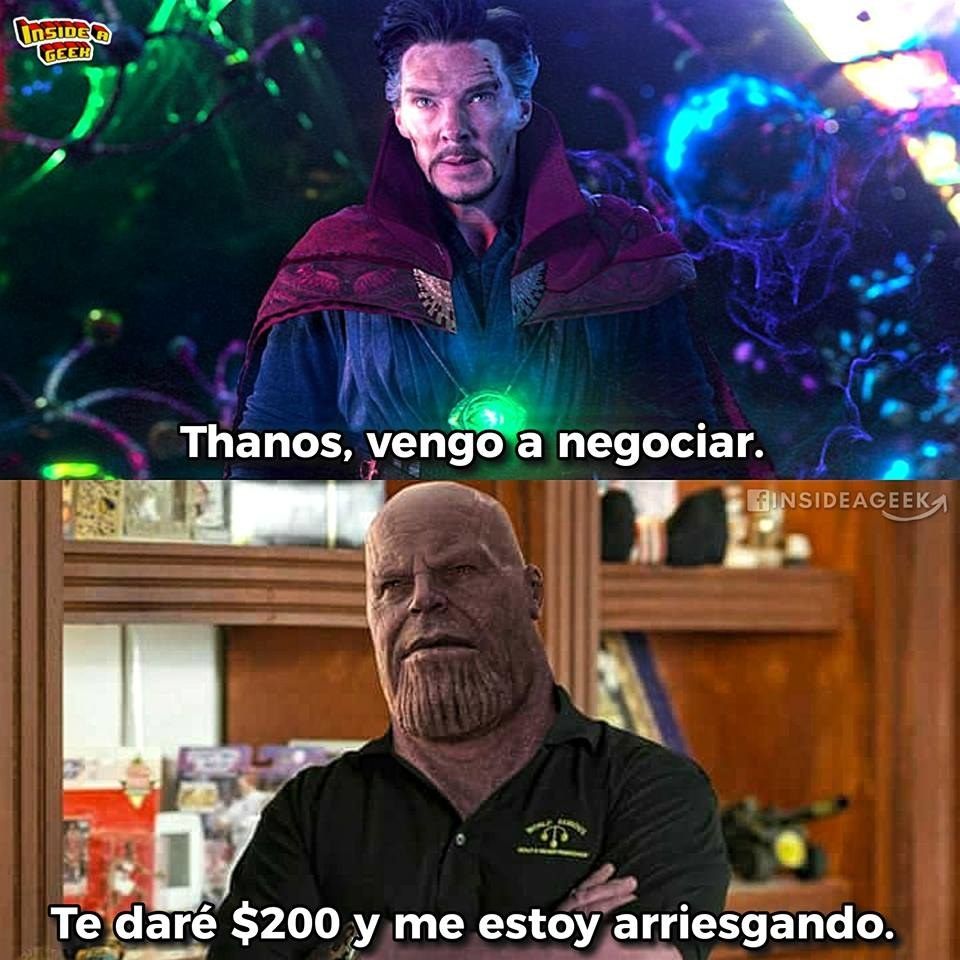 INSIDE A
GEEK
Thanos, vengo a negociar.
INSIDEAGEEK
Te daré $200 y me estoy arriesgando.